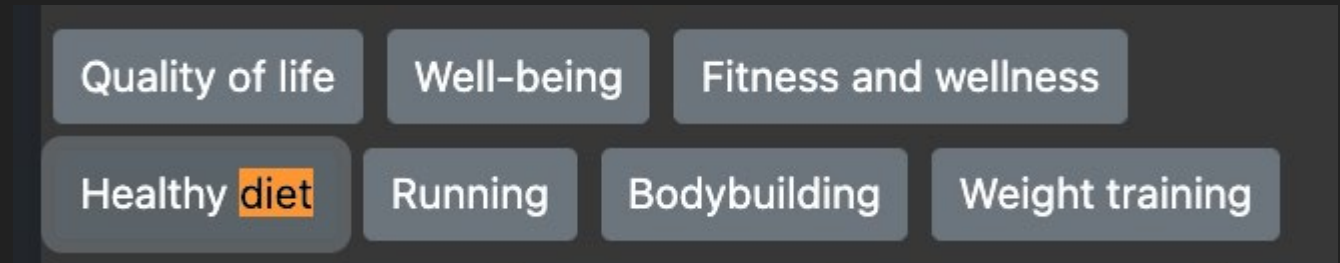 Quality of life Well-being Fitness and wellness
Healthy diet Running Bodybuilding Weight training